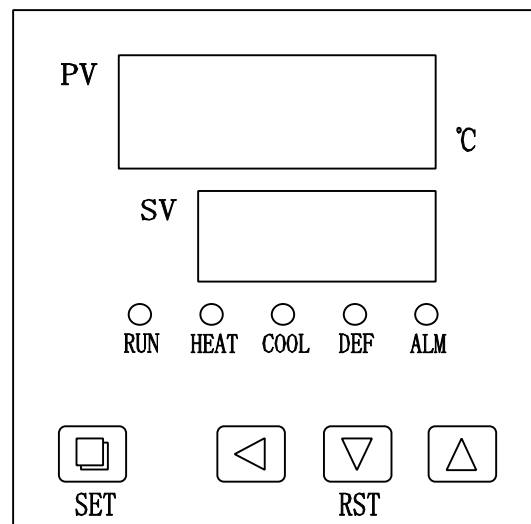 PV
℃
SV
RUN HEAT COOL DEF ALM
SET RST